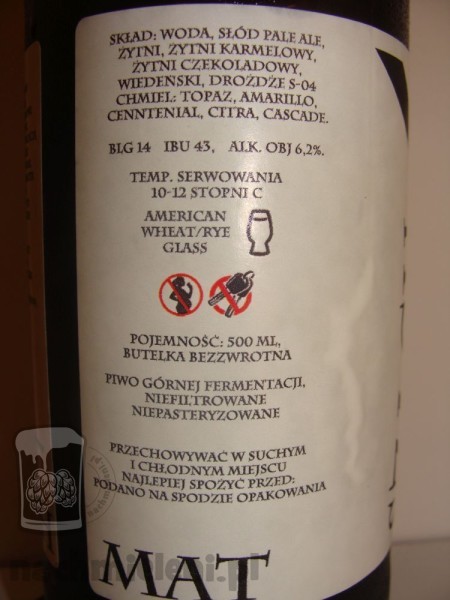 SKŁAD: WODA, SŁÓD PALE ALE,
ŻYTNI, ŻYTNI KARMELOWY,
ŻYTNI CZEKOLADOWY,
WIEDEŃSKI, DROŻDŻE S-04
CHMIEL: TOPAZ, AMARILLO,
CENNTENIAL, CITRA, CASCADE.
BLG 14 IBU 43, ALK. OBJ 6,2%.
TEMP. SERWOWANIA
10-12 STOPNI C
AMERICAN
WHEAT/RYE
GLASS
POJEMNOŚĆ: 500 ML,
BUTELKA BEZZWROTNA
PIWO GÓRNEJ FERMENTACJI,
NIEFILTROWANE
NIEPASTERYZOWANE
PRZECHOWYWAĆ W SUCHYM
I CHŁODNYM MIEJSCU
NAJLEPIEJ SPOŻYĆ PRZED:
PODANO NA SPODZIE OPAKOWANIA
MAT
nachmieleni.pl